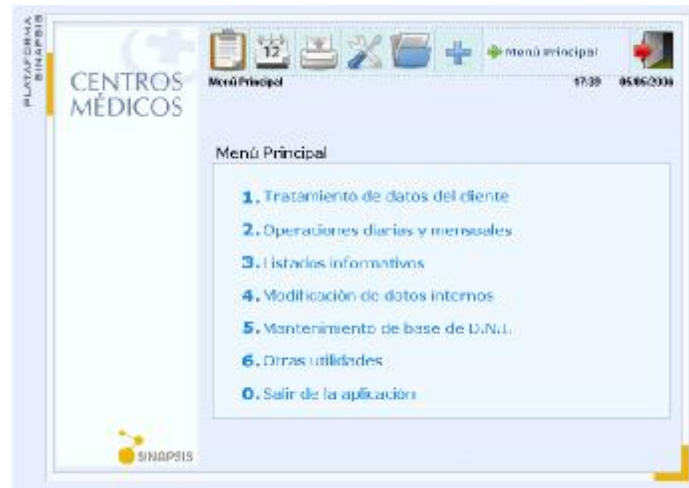 PLATAFORMA
SINAPSIS
CENTROS
MÉDICOS
12
Menú Principal
Menú Principal
17:39
05/05/2006
Menú Principal
1. Tratamiento de datos del cliente
2. Operaciones diarias y mensuales
3. Listados informativos
4. Modificación de datos internos
5. Mantenimiento de base de D.N.I.
6. Otras utilidades
0. Salir de la aplicación
SINAPSIS